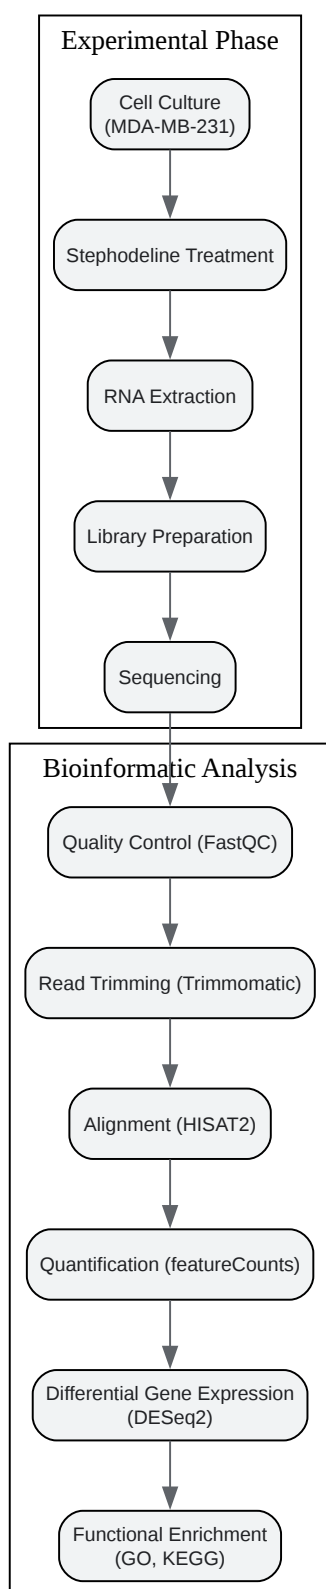 Experimental Phase
Cell Culture
(MDA-MB-231)
Stephodeline Treatment
RNA Extraction
Library Preparation
Sequencing
Bioinformatic Analysis
Quality Control (FastQC)
Read Trimming (Trimmomatic)
Alignment (HISAT2)
Quantification (featureCounts)
Differential Gene Expression
(DESeq2)
Functional Enrichment
(GO, KEGG)